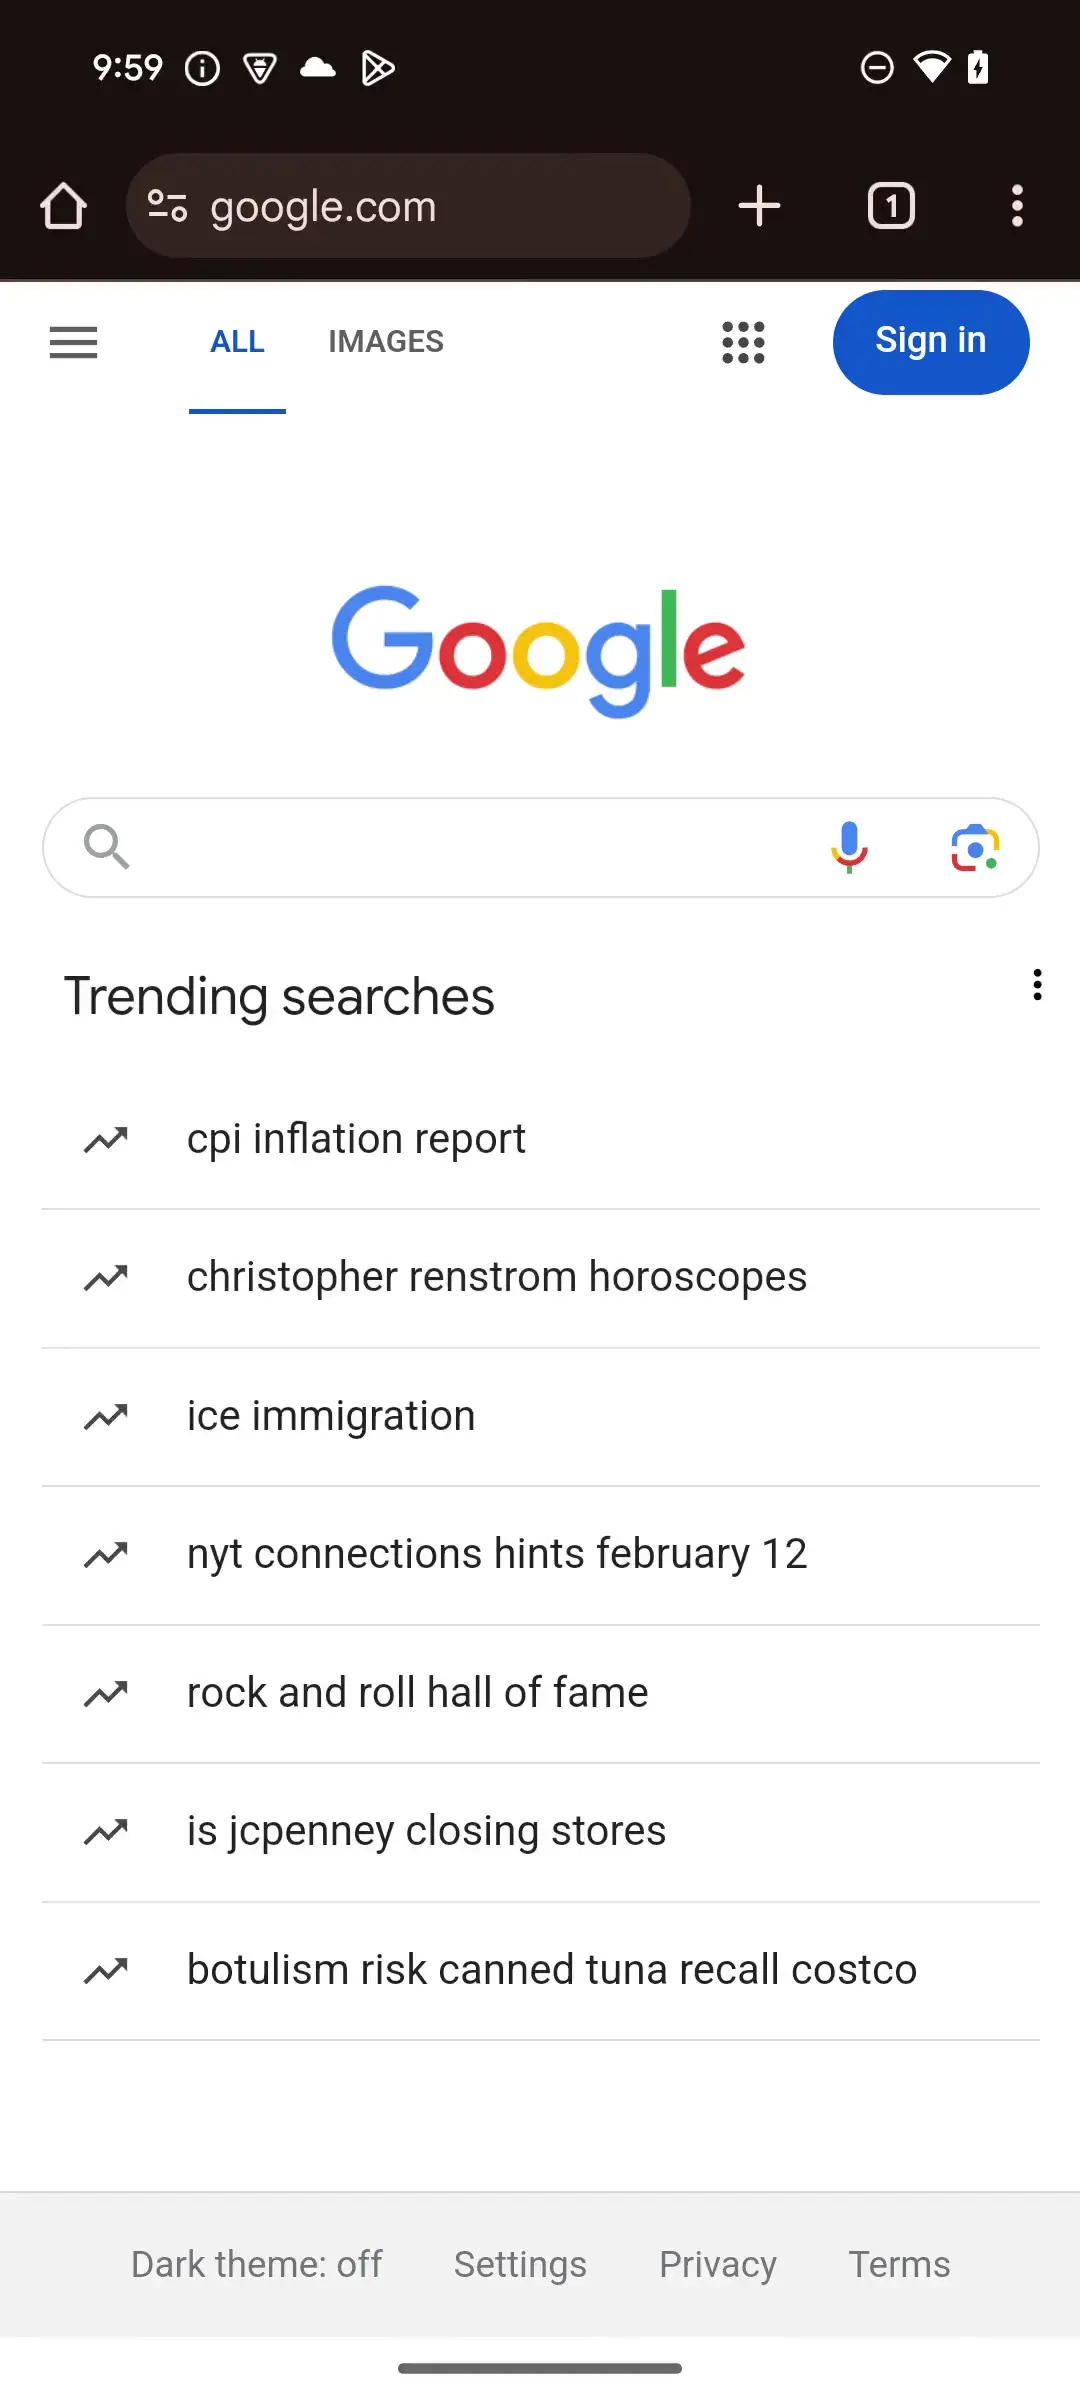 9:59
google.com
1
ALL IMAGES Sign in
Google
Trending searches
cpi inflation report
christopher renstrom horoscopes
ice immigration
nyt connections hints february 12
rock and roll hall of fame
is jcpenney closing stores
botulism risk canned tuna recall costco
Dark theme: off Settings Privacy Terms